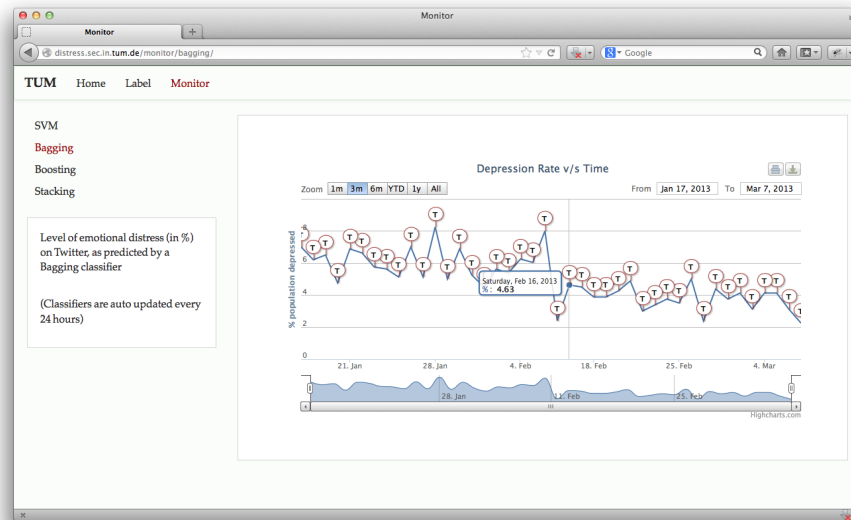 Monitor
Monitor
distress.sec.in.tum.de/monitor/bagging/
Google
TUM Home Label Monitor
SVM
Bagging
Boosting
Stacking
Level of emotional distress (in %)
on Twitter, as predicted by a
Bagging classifier
(Classifiers are auto updated every
24 hours)
Depression Rate v/s Time
Zoom 1m 3m 6m YTD 1y All
From Jan 17, 2013 To Mar 7, 2013
% population depressed
8
6
4
2
0
T T T T T T T T T T T T T T T T T T T T T T T T T T T T T T T T T T T T T
Saturday, Feb 16, 2013
% : 4.63
21. Jan 28. Jan 4. Feb 18. Feb 25. Feb 4. Mar
28. Jan 11. Feb 25. Feb
Highcharts.com